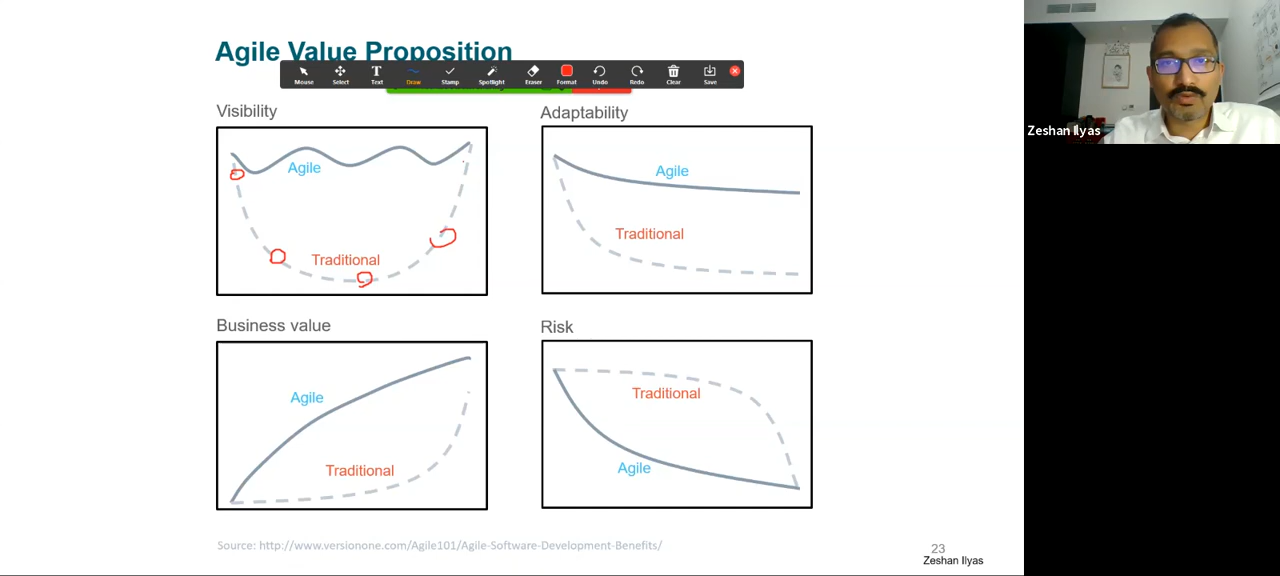 Agile Value Proposition
Mouse Select Text Draw Stamp Spotlight Eraser Format Undo Redo Clear Save
Zeshan Ilyas
Visibility
Agile
Traditional
Adaptability
Agile
Traditional
Business value
Agile
Traditional
Risk
Traditional
Agile
Source: http://www.versionone.com/Agile101/Agile-Software-Development-Benefits/
23
Zeshan Ilyas